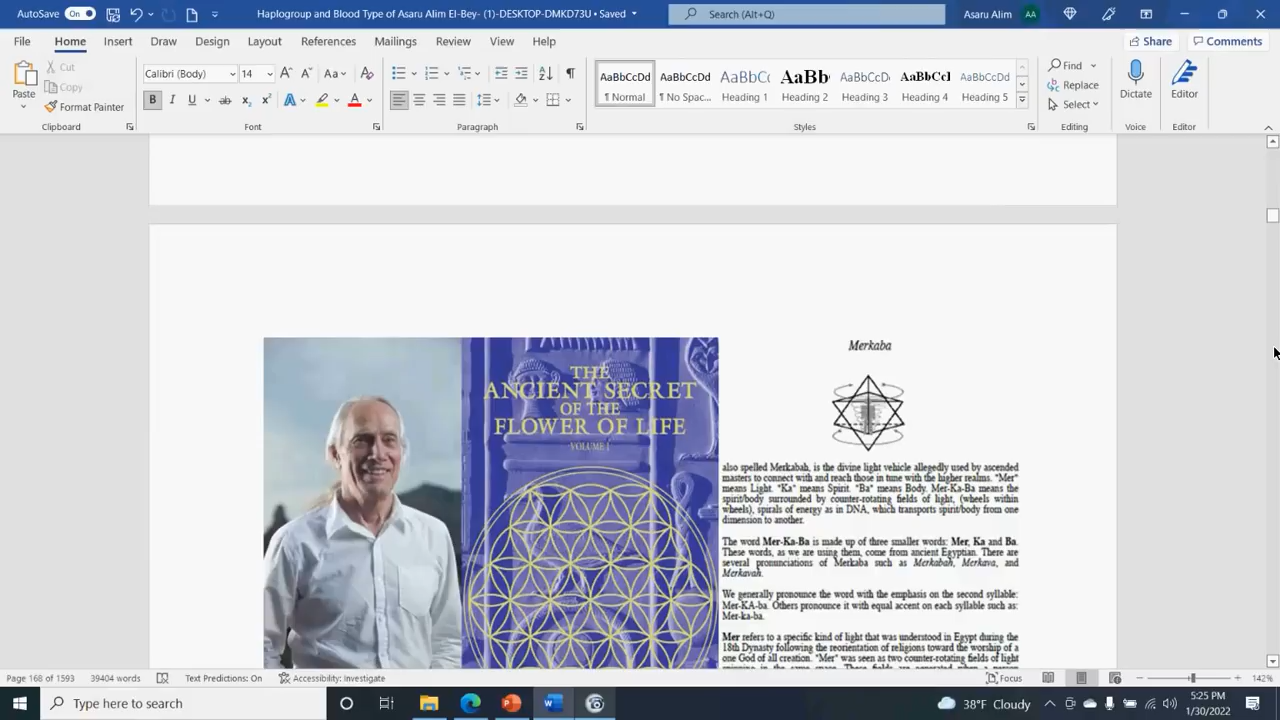 AutoSave On Haplogroup and Blood Type of Asaru Alim El-Bey- (1)-DESKTOP-DMKD73U • Saved Search (Alt+Q) Asaru Alim AA
File Home Insert Draw Design Layout References Mailings Review View Help Share Comments
Paste Cut Copy Format Painter
Calibri (Body) 14
AaBbCcDd AaBbCcDd AaBbC AaBb AaBbCcD AaBbCcI AaBbCcDd
¶ Normal ¶ No Spac... Heading 1 Heading 2 Heading 3 Heading 4 Heading 5
Find Replace Select Dictate Editor
Clipboard Font Paragraph Styles Editing Voice Editor
THE
ANCIENT SECRET
OF THE
FLOWER OF LIFE
VOLUME I
Merkaba
also spelled Merkabah, is the divine light vehicle allegedly used by ascended
masters to connect with and reach those in tune with the higher realms. "Mer"
means Light. "Ka" means Spirit. "Ba" means Body. Mer-Ka-Ba means the
spirit/body surrounded by counter-rotating fields of light, (wheels within
wheels), spirals of energy as in DNA, which transports spirit/body from one
dimension to another.
The word Mer-Ka-Ba is made up of three smaller words: Mer, Ka and Ba.
These words, as we are using them, come from ancient Egyptian. There are
several pronunciations of Merkaba such as Merkabah, Merkava, and
Merkavah.
We generally pronounce the word with the emphasis on the second syllable:
Mer-KA-ba. Others pronounce it with equal accent on each syllable such as:
Mer-ka-ba.
Mer refers to a specific kind of light that was understood in Egypt during the
18th Dynasty following the reorientation of religions toward the worship of a
one God of all creation. "Mer" was seen as two counter-rotating fields of light
Page 168 of 1593 39404 words Text Predictions: On Accessibility: Investigate Focus 142%
Type here to search 38°F Cloudy 5:25 PM
1/30/2022